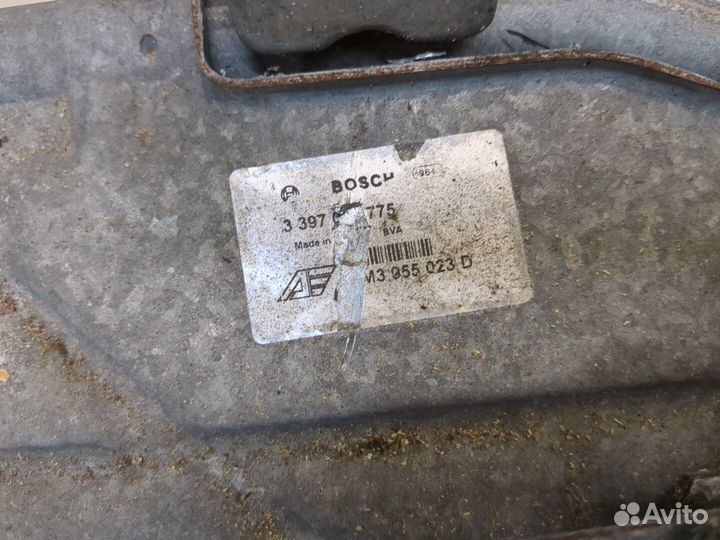 BOSCH 984
3 397 775
Made in BVA
M3 955 023 D
Avito